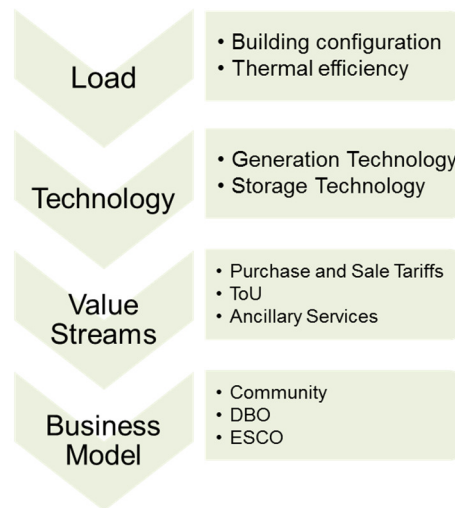 Load
• Building configuration
• Thermal efficiency
Technology
• Generation Technology
• Storage Technology
Value
Streams
• Purchase and Sale Tariffs
• ToU
• Ancillary Services
Business
Model
• Community
• DBO
• ESCO